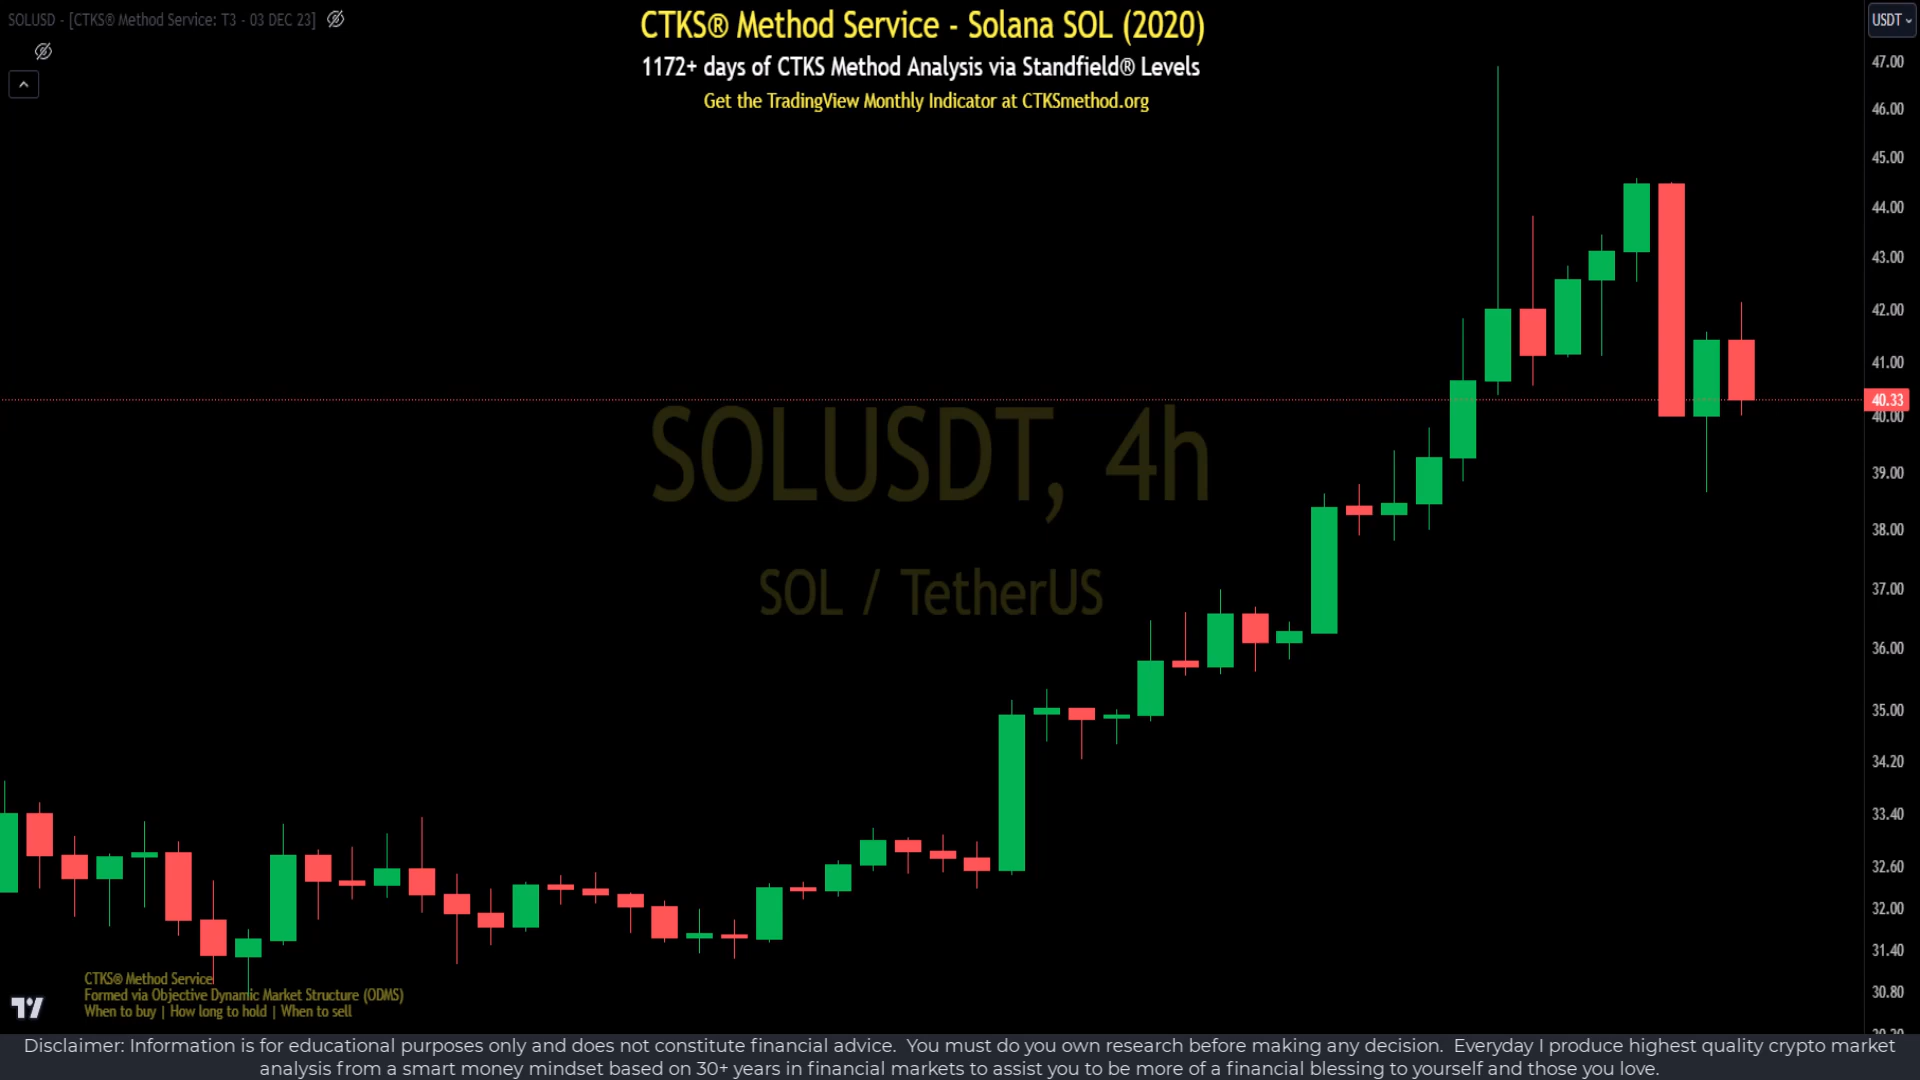 SOLUSD - [CTKS® Method Service: T3 - 03 DEC 23]
CTKS® Method Service - Solana SOL (2020)
1172+ days of CTKS Method Analysis via Standfield® Levels
Get the TradingView Monthly Indicator at CTKSmethod.org
USDT
47.00
46.00
45.00
44.00
43.00
42.00
41.00
40.33
40.00
39.00
38.00
37.00
36.00
35.00
34.20
33.40
32.60
32.00
31.40
30.80
SOLUSDT, 4h
SOL / TetherUS
CTKS® Method Service
Formed via Objective Dynamic Market Structure (ODMS)
When to buy | How long to hold | When to sell
Disclaimer: Information is for educational purposes only and does not constitute financial advice. You must do you own research before making any decision. Everyday I produce highest quality crypto market
analysis from a smart money mindset based on 30+ years in financial markets to assist you to be more of a financial blessing to yourself and those you love.